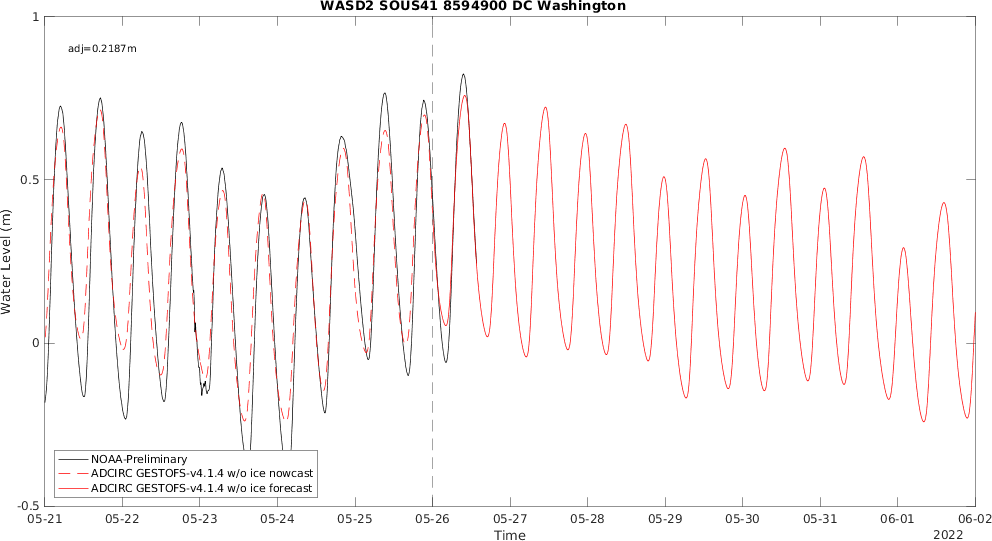 WASD2 SOUS41 8594900 DC Washington
1
adj=0.2187m
0.5
Water Level (m)
0
NOAA-Preliminary
ADCIRC GESTOFS-v4.1.4 w/o ice nowcast
ADCIRC GESTOFS-v4.1.4 w/o ice forecast
-0.5
05-21 05-22 05-23 05-24 05-25 05-26 05-27 05-28 05-29 05-30 05-31 06-01 06-02
Time
2022